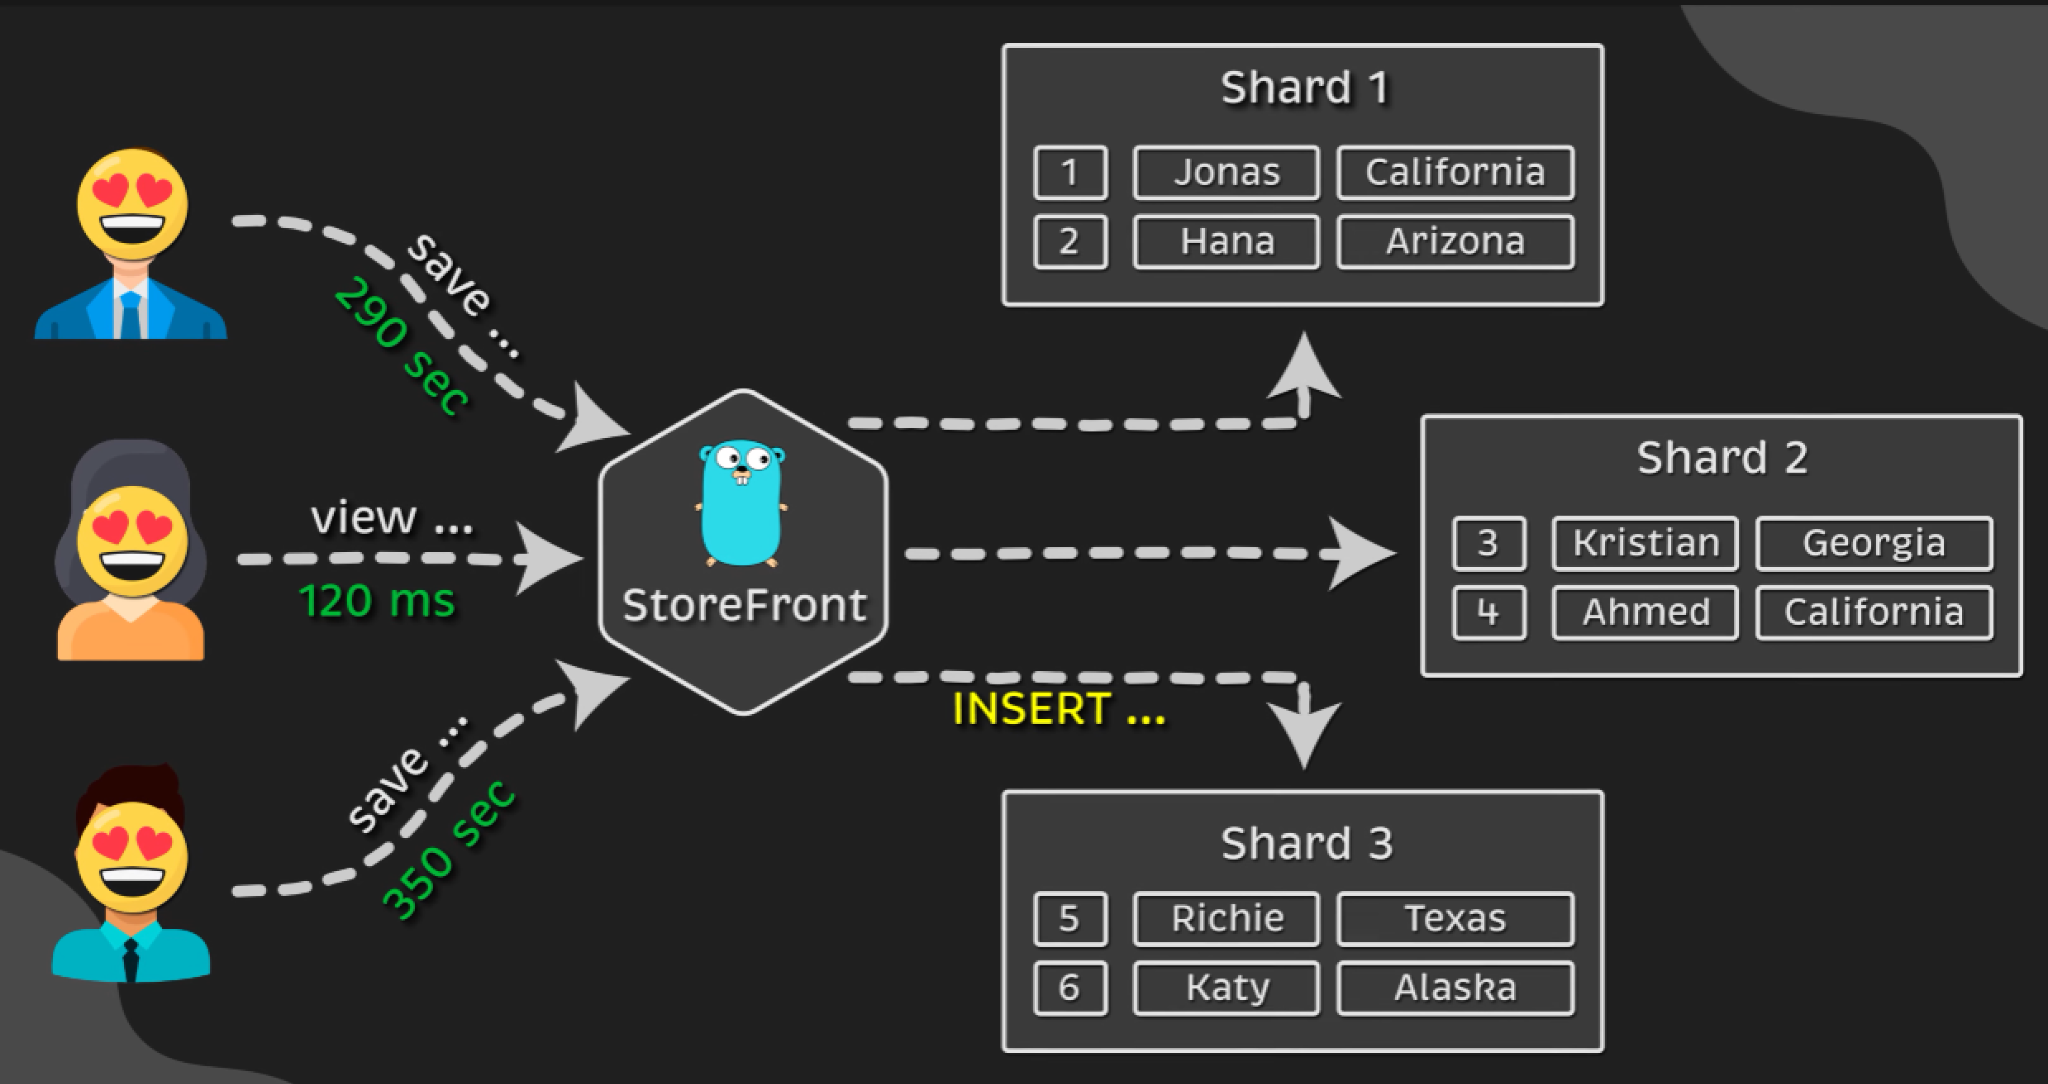 save ...
290 sec
view ...
120 ms
save ...
350 sec
StoreFront
INSERT ...
Shard 1
1 Jonas California
2 Hana Arizona
Shard 2
3 Kristian Georgia
4 Ahmed California
Shard 3
5 Richie Texas
6 Katy Alaska